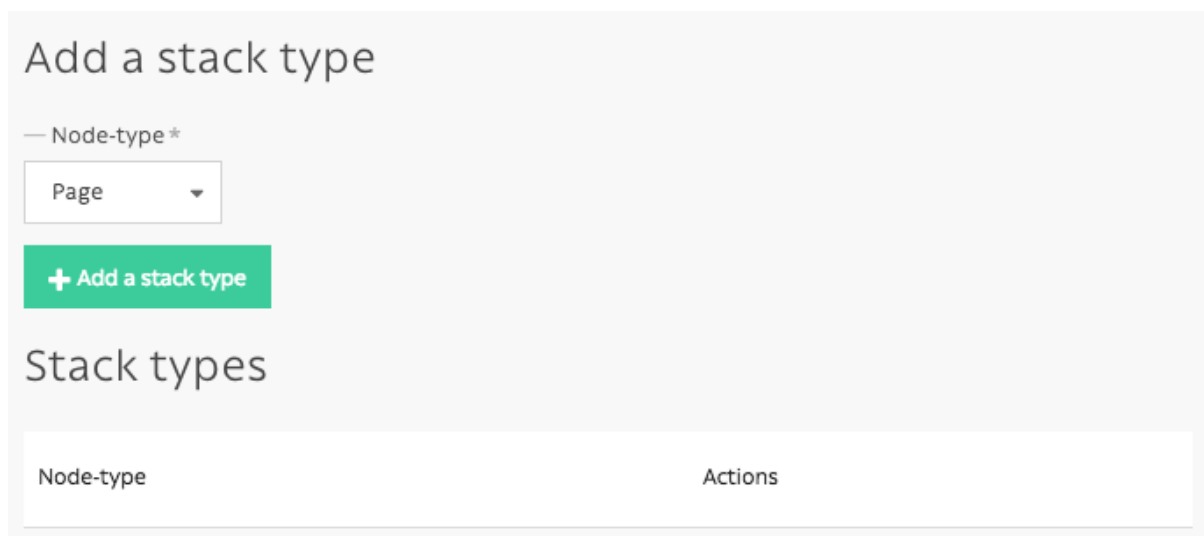 Add a stack type
Node-type *
Page
Add a stack type
Stack types
Node-type Actions